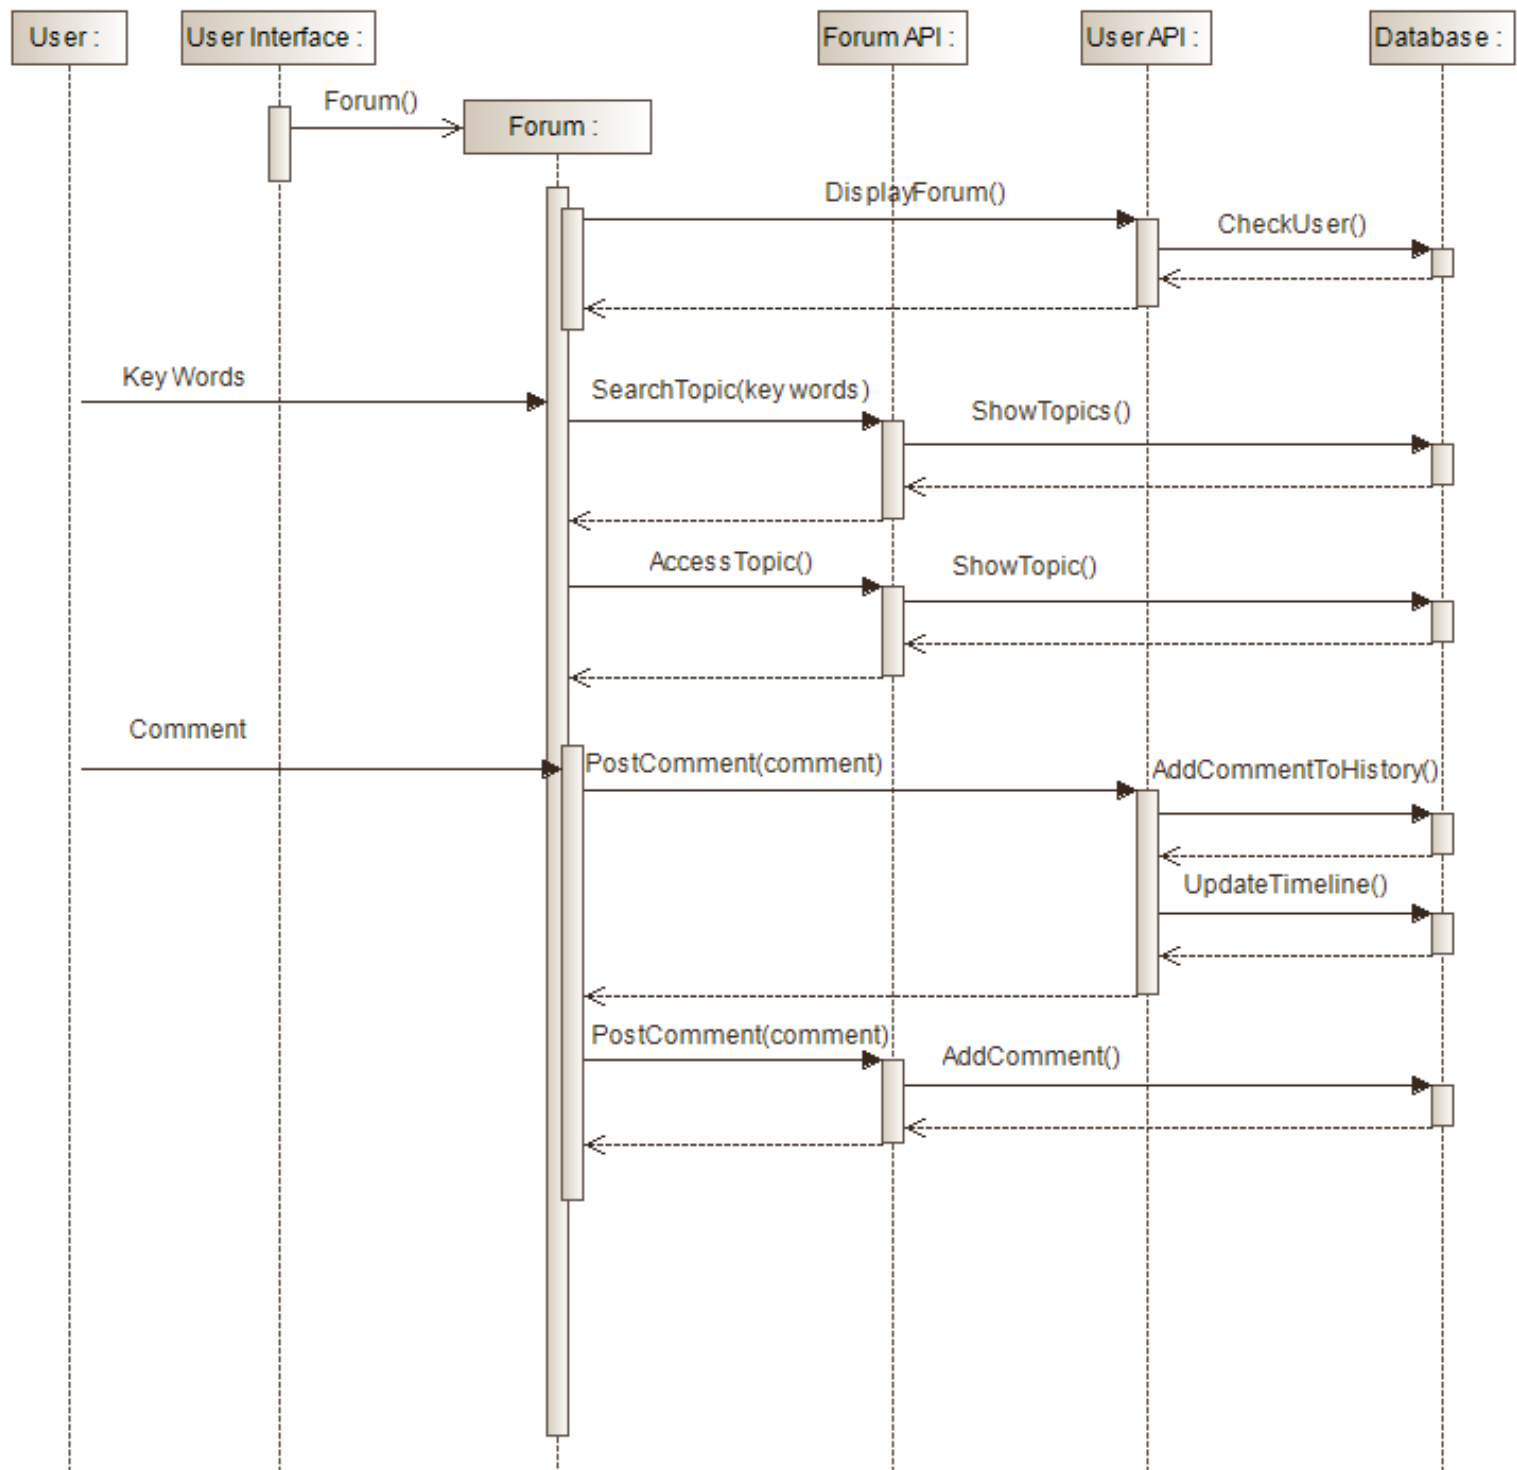 User :
User Interface :
Forum API :
User API :
Database :
Forum()
Forum :
DisplayForum()
CheckUser()
Key Words
SearchTopic(key words)
ShowTopics()
AccessTopic()
ShowTopic()
Comment
PostComment(comment)
AddCommentToHistory()
UpdateTimeline()
PostComment(comment)
AddComment()